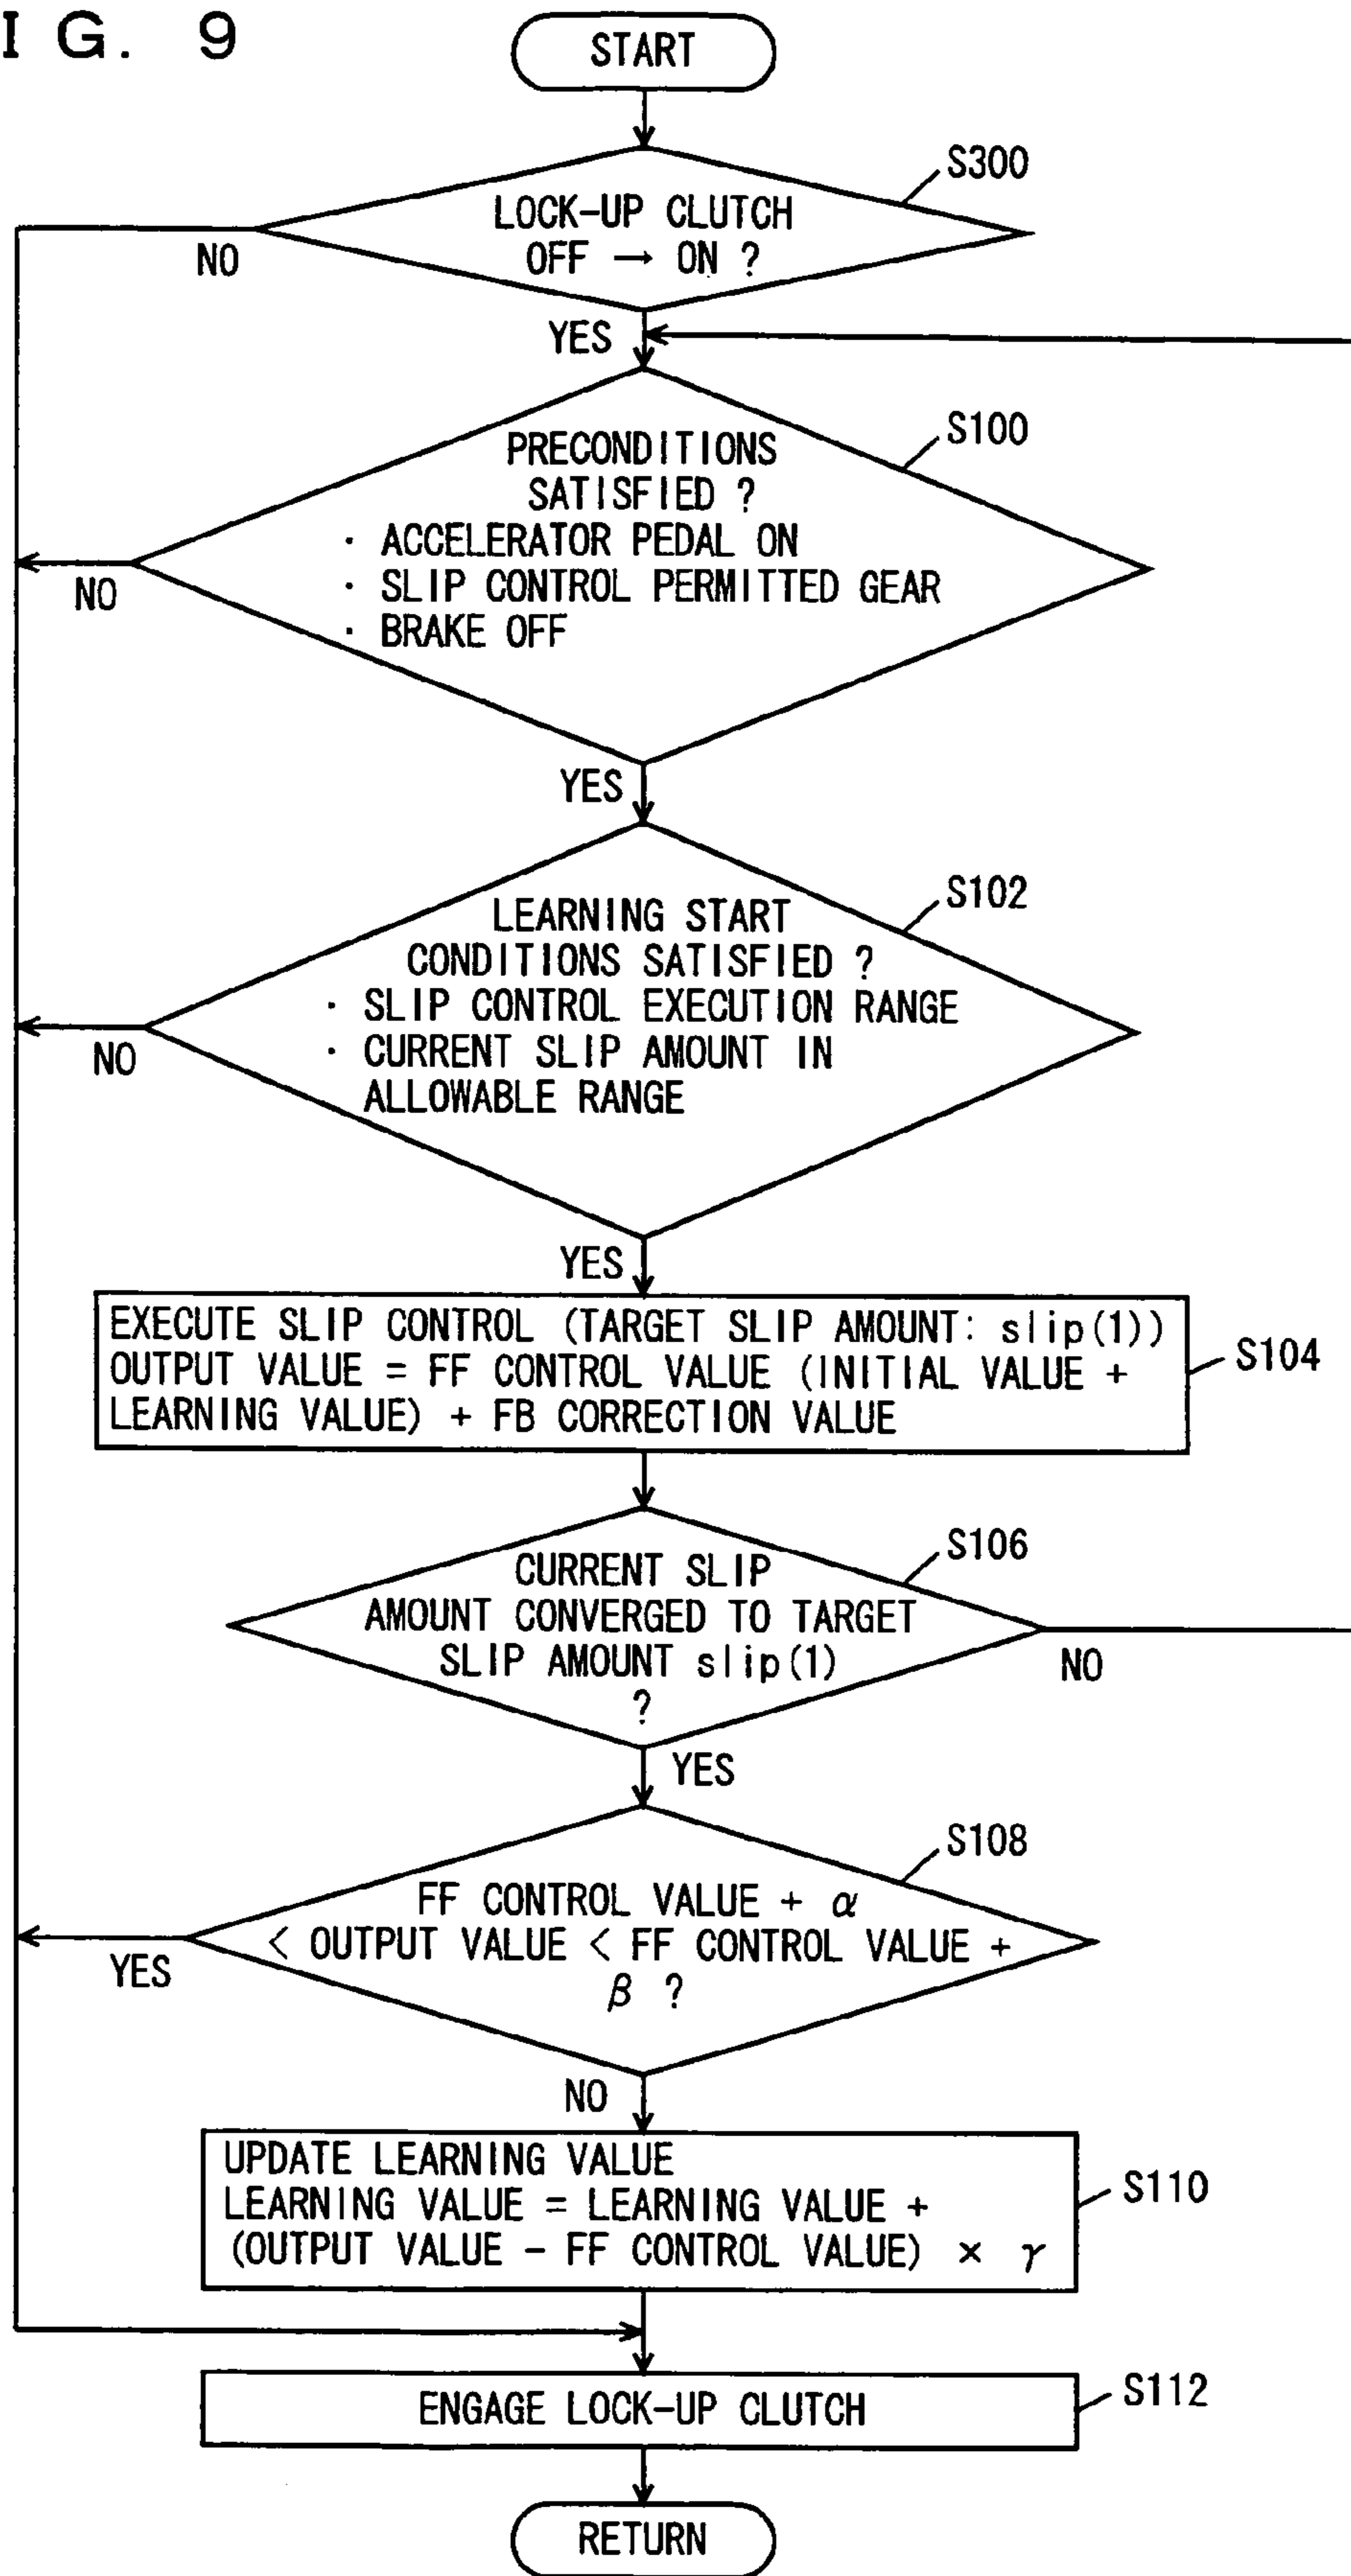 I G. 9
START
S300
LOCK-UP CLUTCH
OFF → ON ?
NO
YES
S100
PRECONDITIONS
SATISFIED ?
· ACCELERATOR PEDAL ON
· SLIP CONTROL PERMITTED GEAR
· BRAKE OFF
NO
YES
S102
LEARNING START
CONDITIONS SATISFIED ?
· SLIP CONTROL EXECUTION RANGE
· CURRENT SLIP AMOUNT IN
ALLOWABLE RANGE
NO
YES
EXECUTE SLIP CONTROL (TARGET SLIP AMOUNT: slip(1))
OUTPUT VALUE = FF CONTROL VALUE (INITIAL VALUE +
LEARNING VALUE) + FB CORRECTION VALUE
S104
S106
CURRENT SLIP
AMOUNT CONVERGED TO TARGET
SLIP AMOUNT slip(1)
?
NO
YES
S108
FF CONTROL VALUE + α
< OUTPUT VALUE < FF CONTROL VALUE +
β ?
YES
NO
UPDATE LEARNING VALUE
LEARNING VALUE = LEARNING VALUE +
(OUTPUT VALUE − FF CONTROL VALUE) × γ
S110
ENGAGE LOCK-UP CLUTCH
S112
RETURN